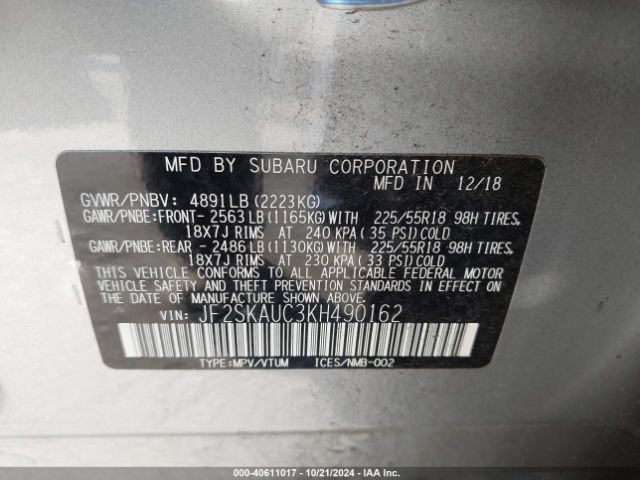 MFD BY SUBARU CORPORATION
MFD IN 12/18
GVWR/PNBV: 4891LB(2223KG)
GAWR/PNBE:FRONT- 2563LB(1165KG)WITH 225/55R18 98H TIRES,
18X7J RIMS AT 240 KPA(35 PSI)COLD
GAWR/PNBE:REAR - 2486LB(1130KG)WITH 225/55R18 98H TIRES,
18X7J RIMS AT 230 KPA(33 PSI)COLD
THIS VEHICLE CONFORMS TO ALL APPLICABLE FEDERAL MOTOR
VEHICLE SAFETY AND THEFT PREVENTION STANDARDS IN EFFECT ON
THE DATE OF MANUFACTURE SHOWN ABOVE.
VIN: JF2SKAUC3KH490162
TYPE:MPV/VTUM ICES/NMB-002
000-40611017 - 10/21/2024 - IAA Inc.